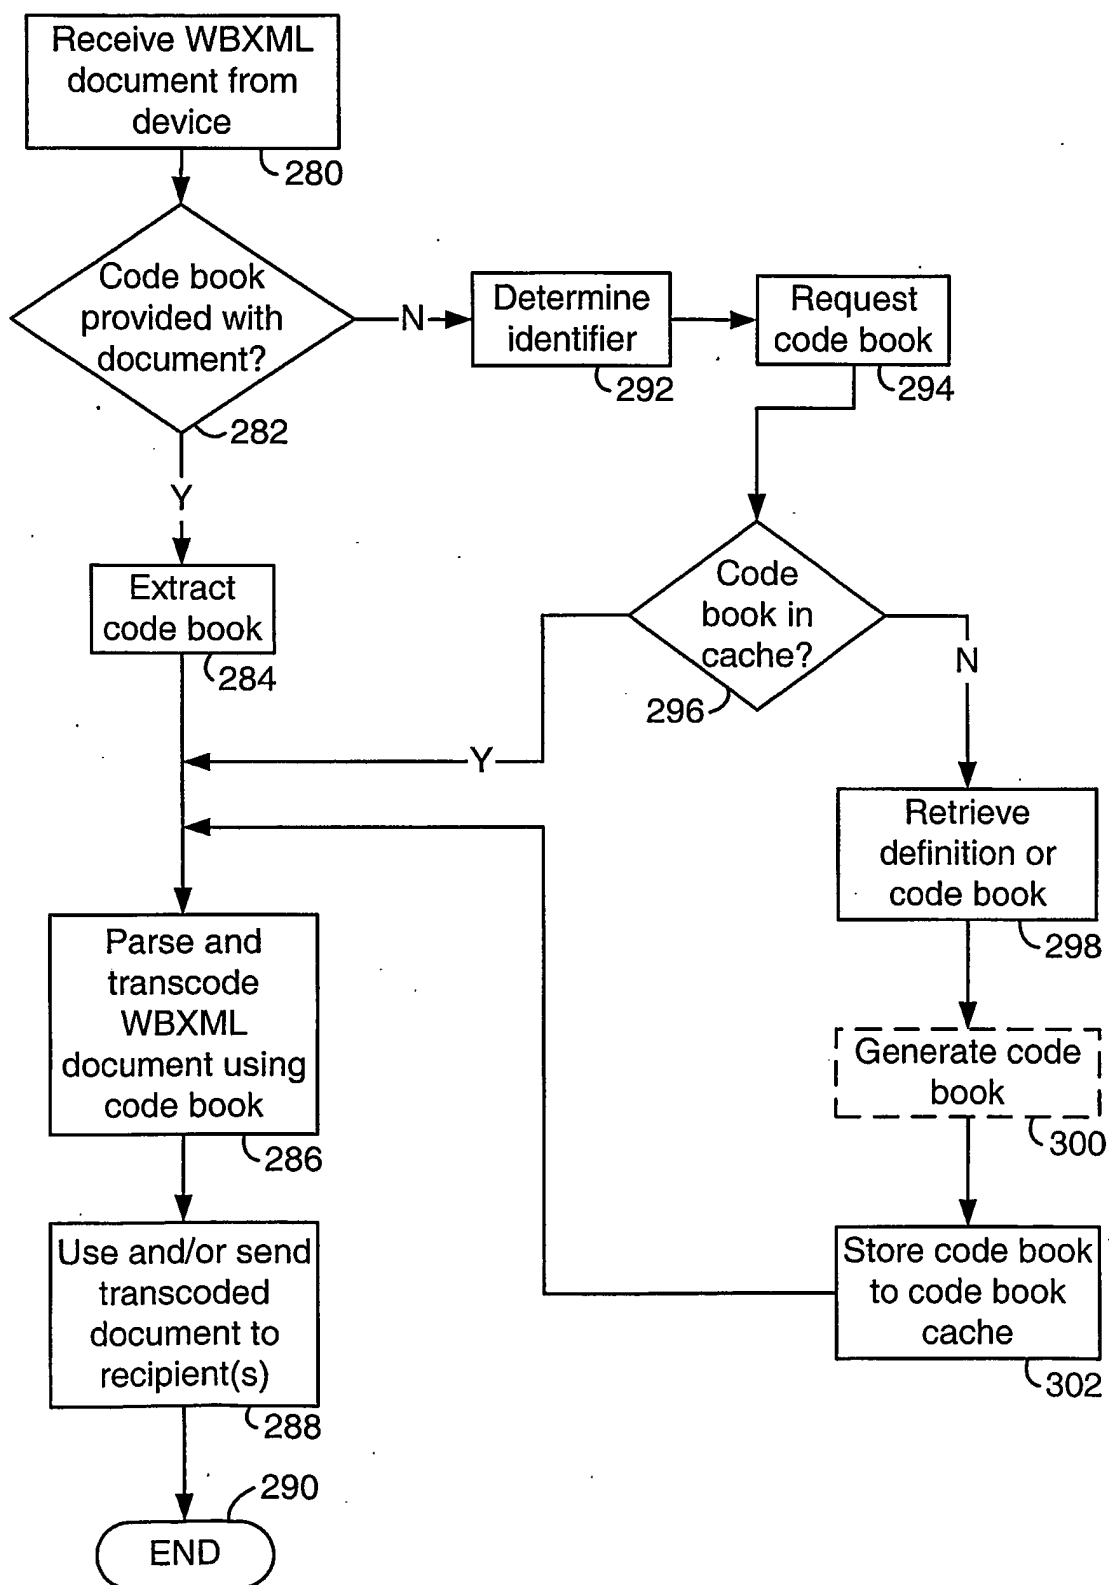 Receive WBXML
document from
device
280
Code book
provided with
document?
282
N
Determine
identifier
292
Request
code book
294
Y
Extract
code book
284
Code
book in
cache?
296
Y
N
Retrieve
definition or
code book
298
Parse and
transcode
WBXML
document using
code book
286
Generate code
book
300
Use and/or send
transcoded
document to
recipient(s)
288
Store code book
to code book
cache
302
290
END